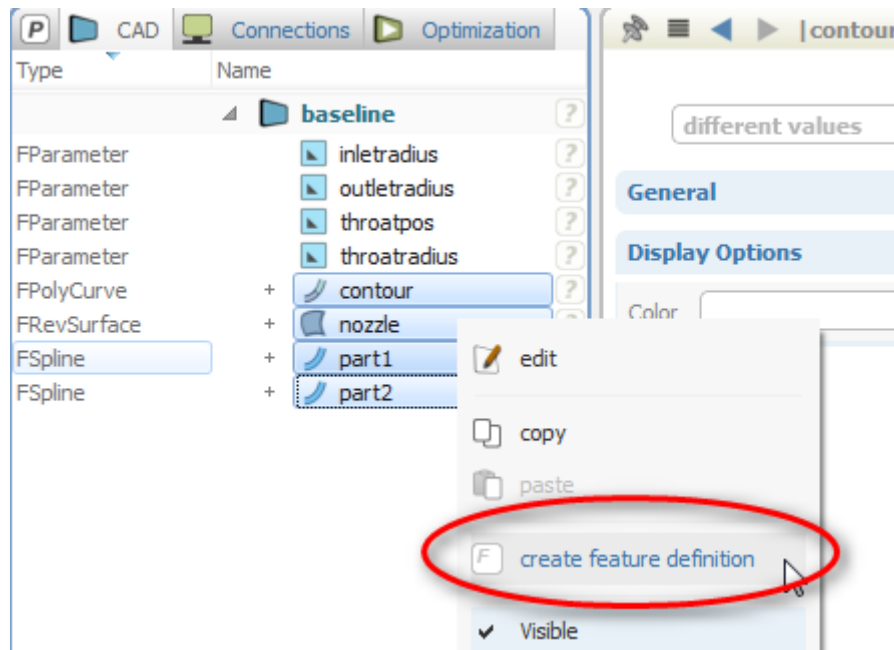 P CAD Connections Optimization |contour
Type Name
baseline ?
different values
FParameter inletradius ?
FParameter outletradius ?
General
FParameter throatpos ?
FParameter throatradius ?
Display Options
FPolyCurve + contour ?
Color
FRevSurface + nozzle
FSpline + part1
edit
FSpline + part2
copy
paste
F create feature definition
Visible